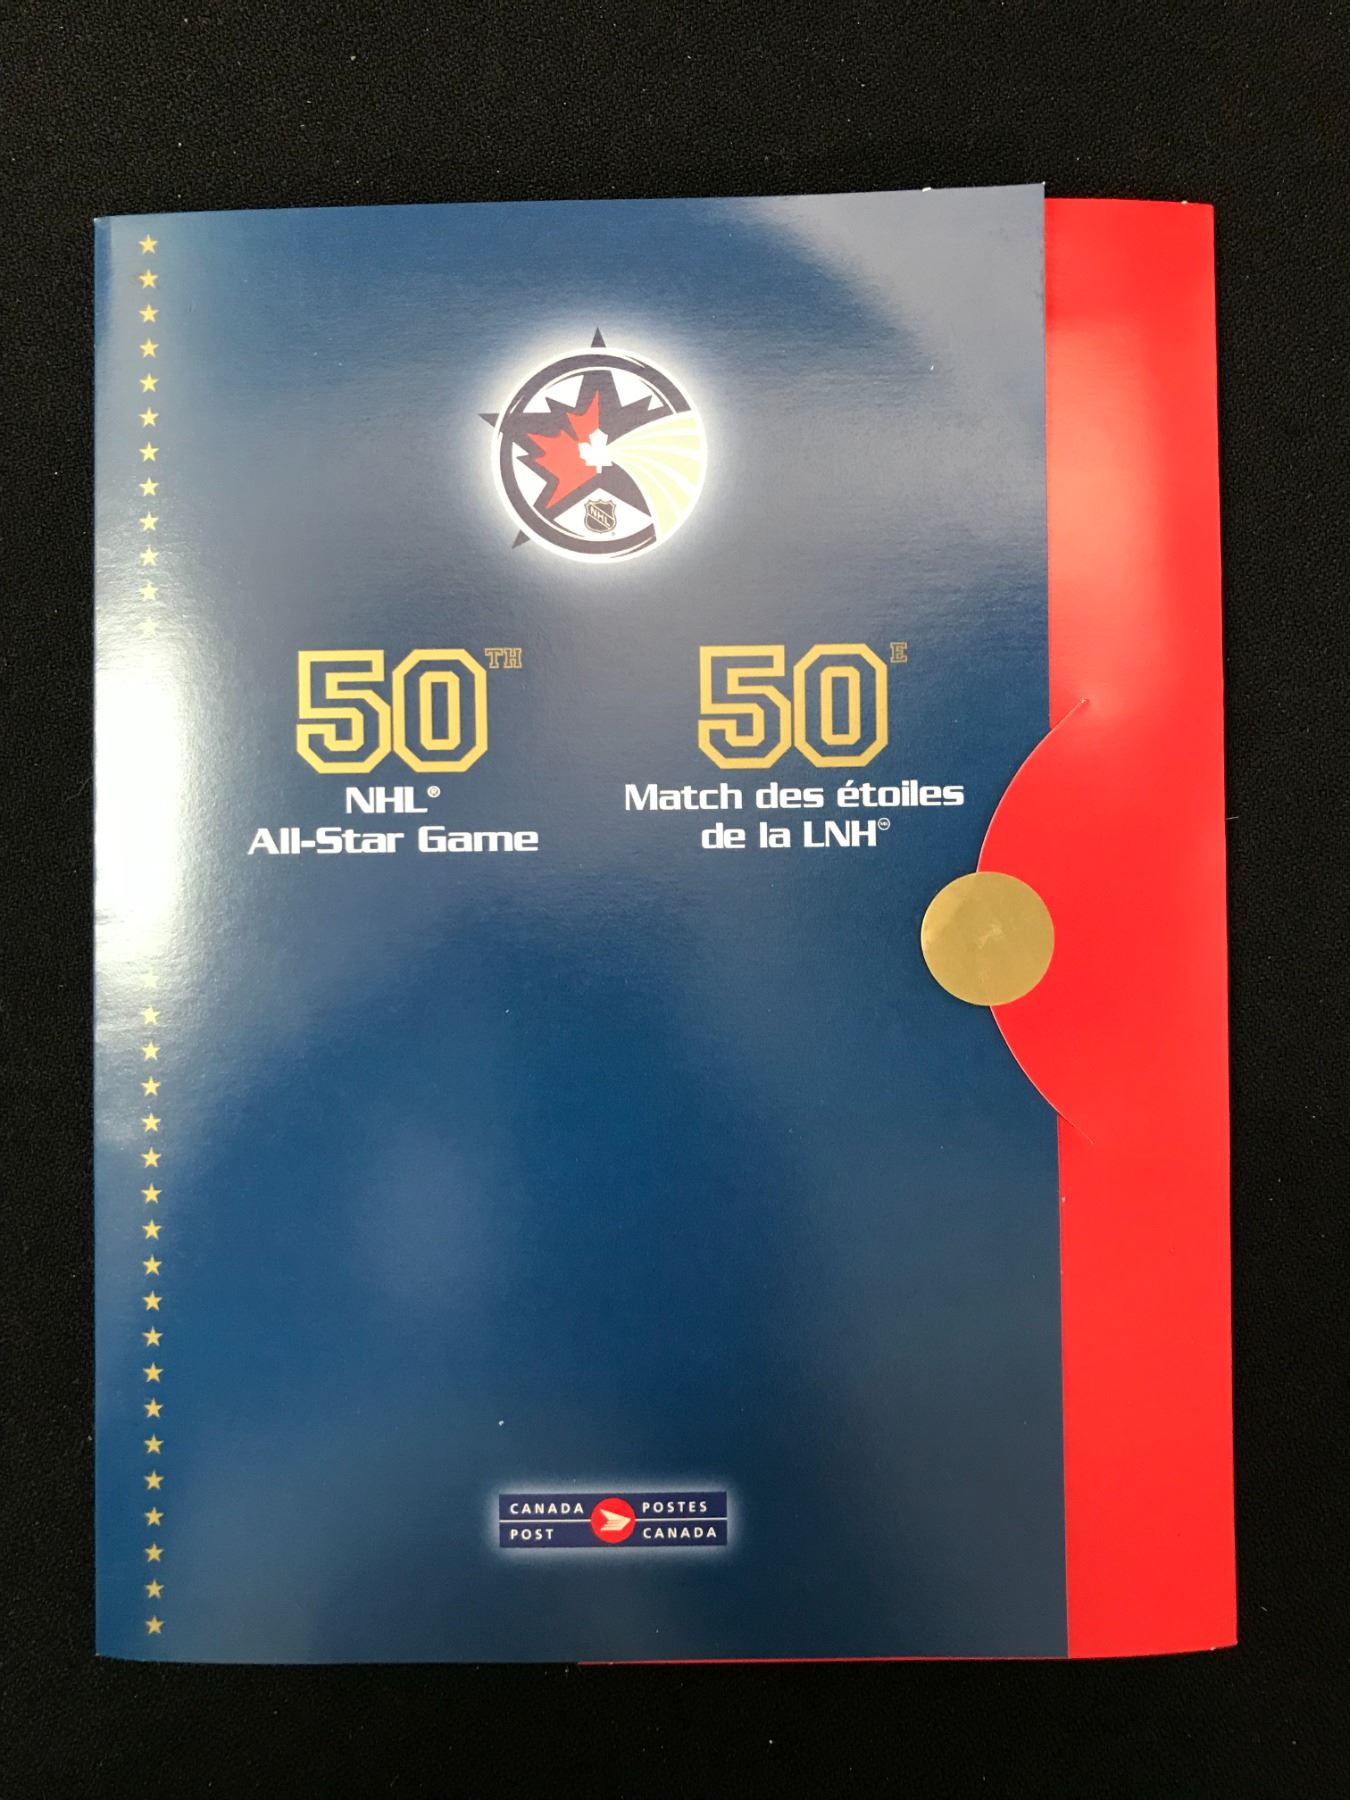 NHL
50TH
NHL®
All-Star Game
50E
Match des étoiles
de la LNH
CANADA POSTES
POST CANADA